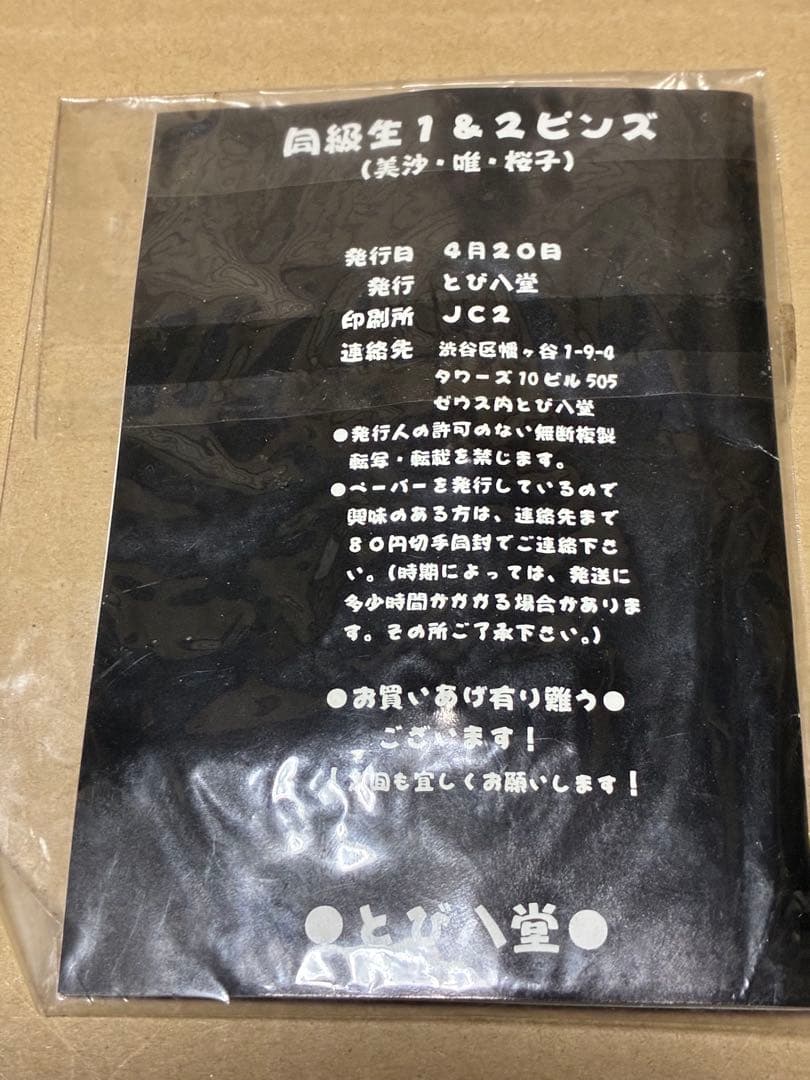 同級生1&2ピンズ
(美沙・唯・桜子)
発行日 4月20日
発行 とび八堂
印刷所 JC2
連絡先 渋谷区幡ヶ谷1-9-4
タワーズ10ビル505
ゼウス内とび八堂
●発行人の許可のない無断複製
転写・転載を禁じます。
●ペーパーを発行しているので
興味のある方は、連絡先まで
80円切手同封でご連絡下さ
い。(時期によっては、発送に
多少時間がかかる場合がありま
す。その所ご了承下さい。)
●お買いあげ有り難う●
ございます!
回も宜しくお願いします!
●とび八堂●